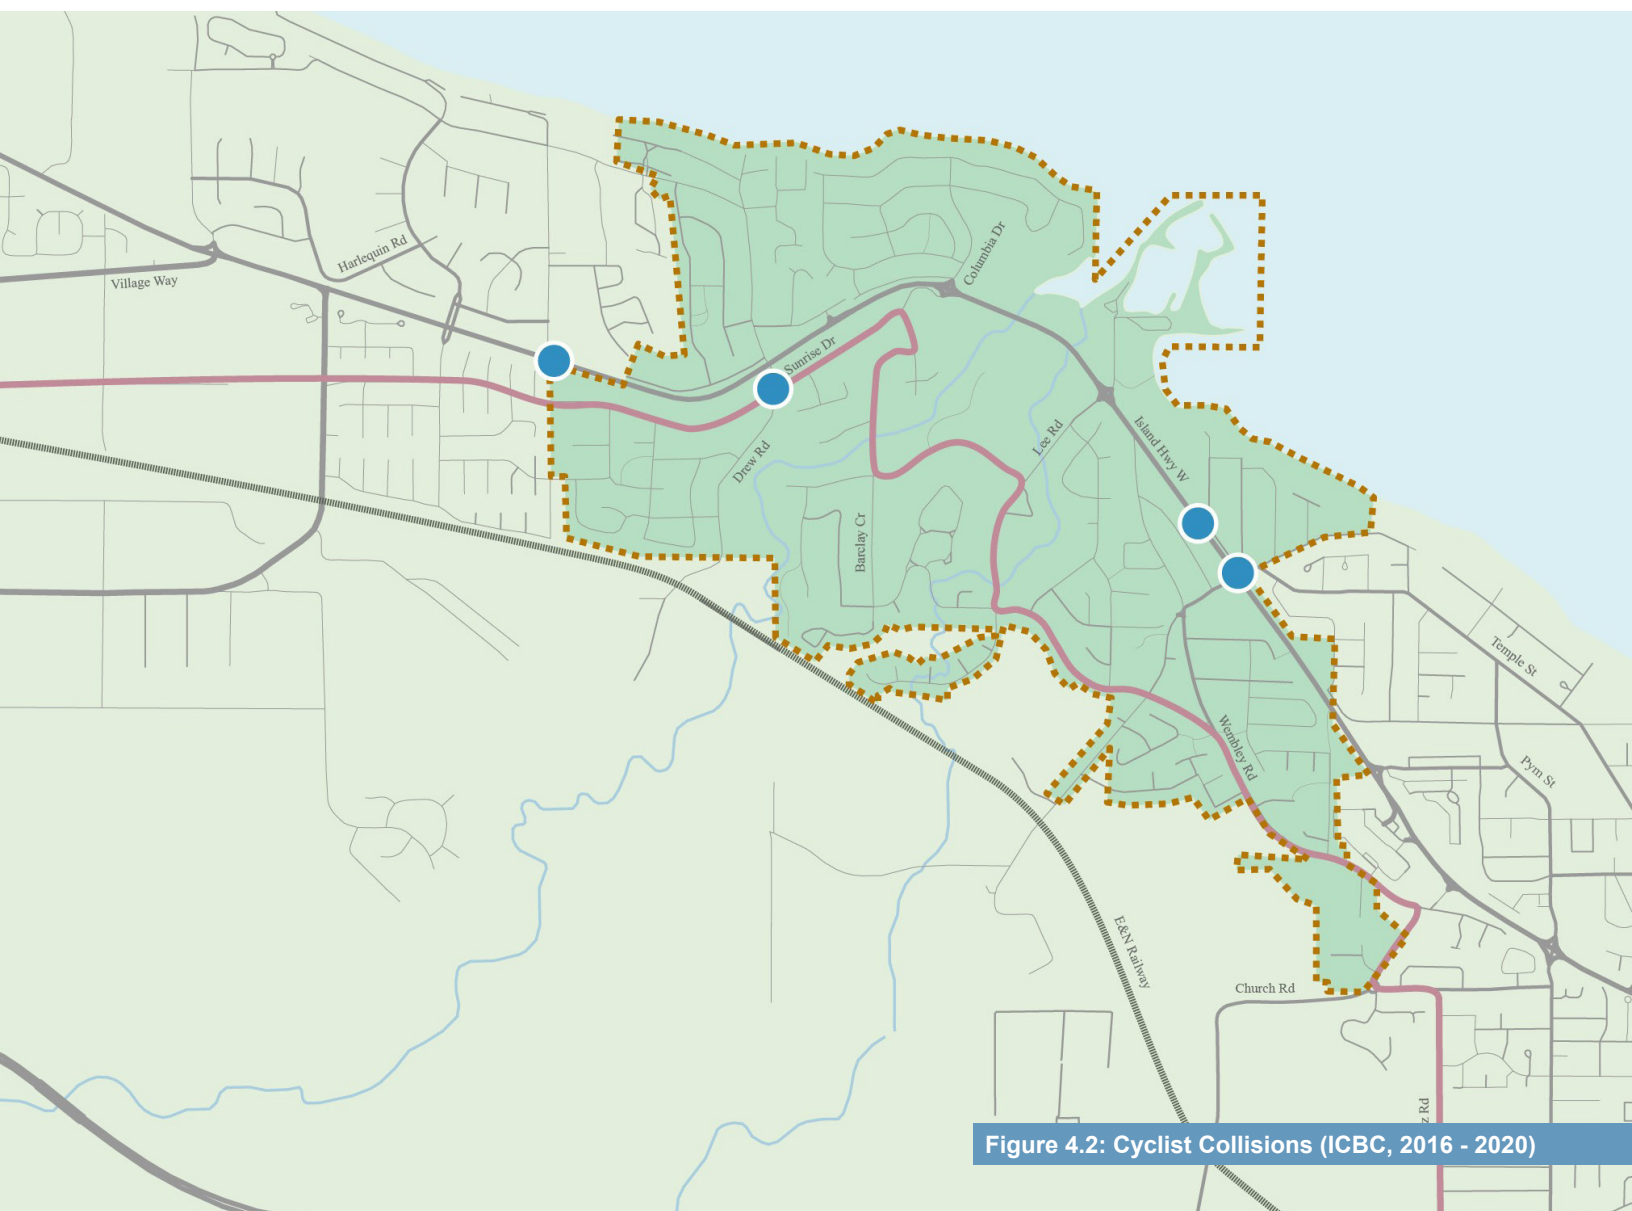 Columbia Dr
Harlequin Rd
Village Way
Sunrise Dr
Lee Rd
Island Hwy W
Drew Rd
Barclay Cr
Temple St
Wembley Rd
Pym St
E&N Railway
Church Rd
z Rd
Figure 4.2: Cyclist Collisions (ICBC, 2016 - 2020)